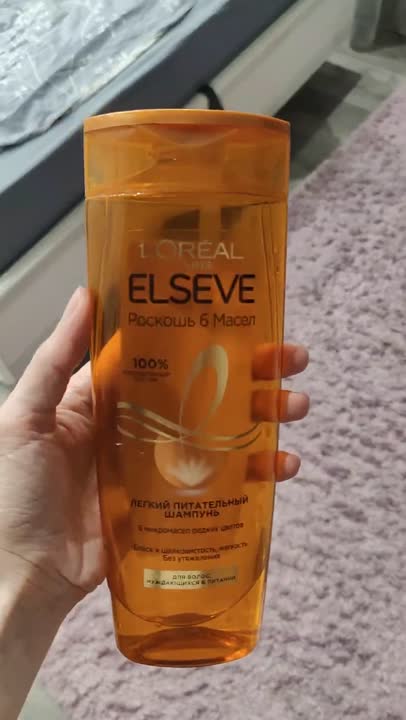 L'ORÉAL
ELSEVE
Роскошь 6 Масел
100%
ЛЕГКИЙ ПИТАТЕЛЬНЫЙ
ШАМПУНЬ
6 микромасел редких цветов
Блеск и шелковистость, мягкость
Без утяжеления
ДЛЯ ВОЛОС,
НУЖДАЮЩИХСЯ В ПИТАНИИ